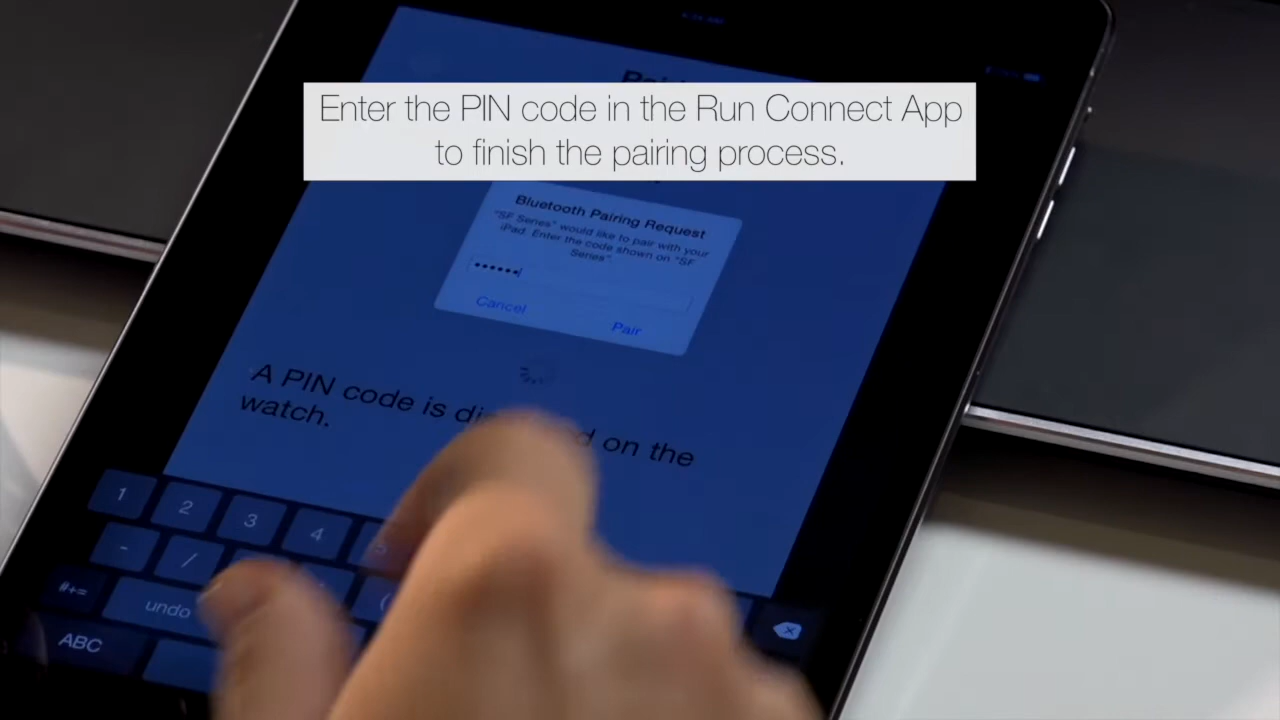 Enter the PIN code in the Run Connect App
to finish the pairing process.
Bluetooth Pairing Request
"SF Series" would like to pair with your
iPad. Enter the code shown on "SF
Series".
••••••
Cancel
Pair
A PIN code is on the
watch.
1 2 3 4 5
- / (
#+= undo
ABC